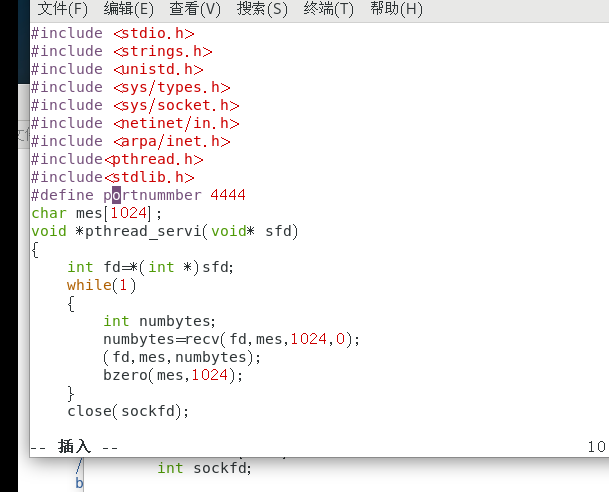 文件(F) 编辑(E) 查看(V) 搜索(S) 终端(T) 帮助(H)
#include <stdio.h>
#include <strings.h>
#include <unistd.h>
#include <sys/types.h>
#include <sys/socket.h>
#include <netinet/in.h>
#include <arpa/inet.h>
#include<pthread.h>
#include<stdlib.h>
#define portnummber 4444
char mes[1024];
void *pthread_servi(void* sfd)
{
    int fd=*(int *)sfd;
    while(1)
    {
        int numbytes;
        numbytes=recv(fd,mes,1024,0);
        (fd,mes,numbytes);
        bzero(mes,1024);
    }
    close(sockfd);
-- 插入 -- 10
/ int sockfd;
b